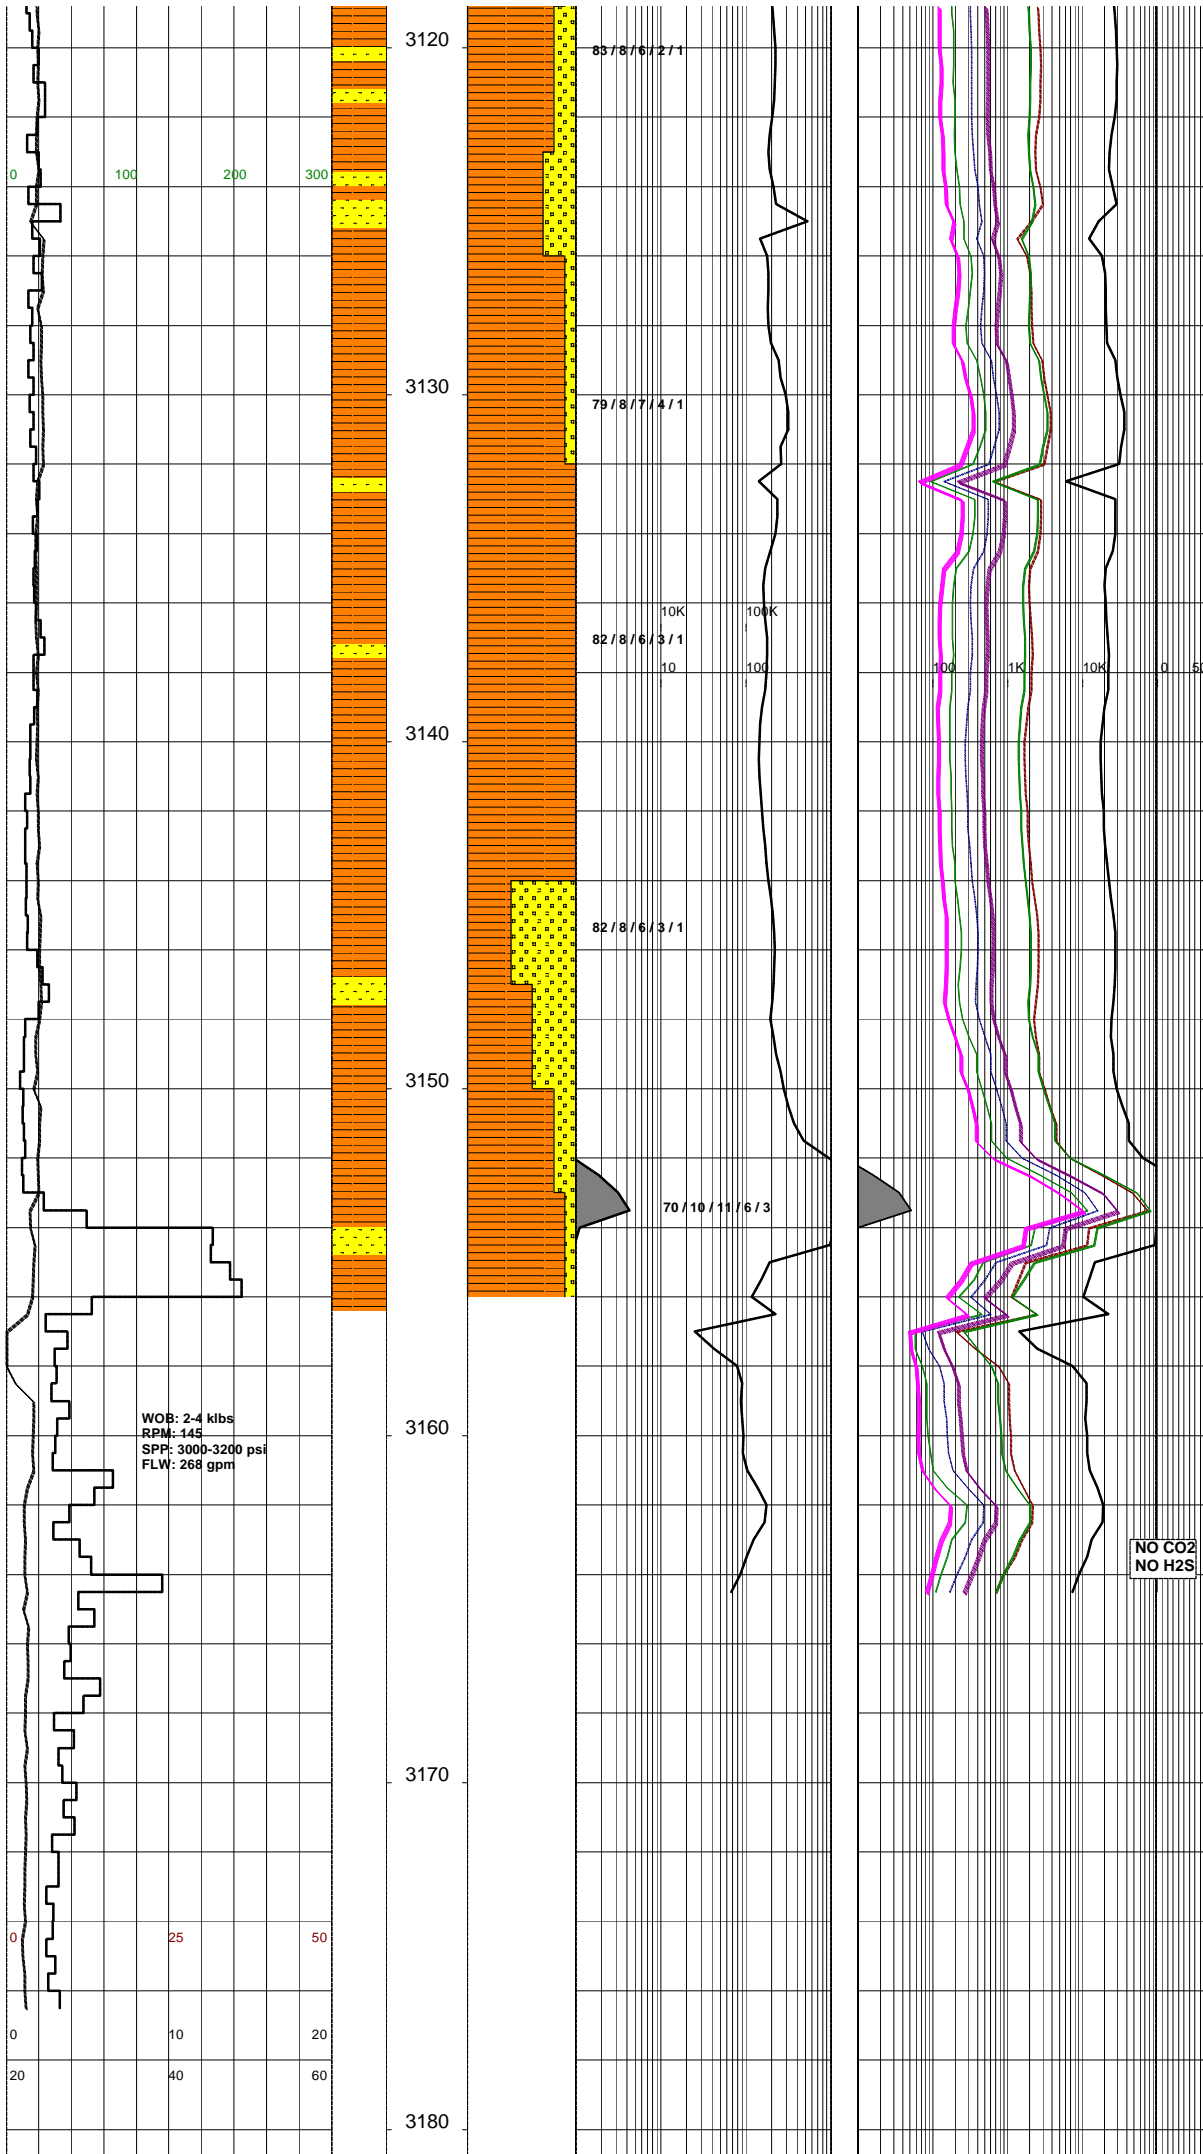 3120
83 / 8 / 6 / 2 / 1
0 100 200 300
3130
79 / 8 / 7 / 4 / 1
10K 100K
82 / 8 / 6 / 3 / 1
10 100 100 1K 10K 0 50
3140
82 / 8 / 6 / 3 / 1
3150
70 / 10 / 11 / 6 / 3
WOB: 2-4 klbs
RPM: 145
SPP: 3000-3200 psi
FLW: 268 gpm
3160
NO CO2
NO H2S
3170
0 25 50
0 10 20
20 40 60
3180